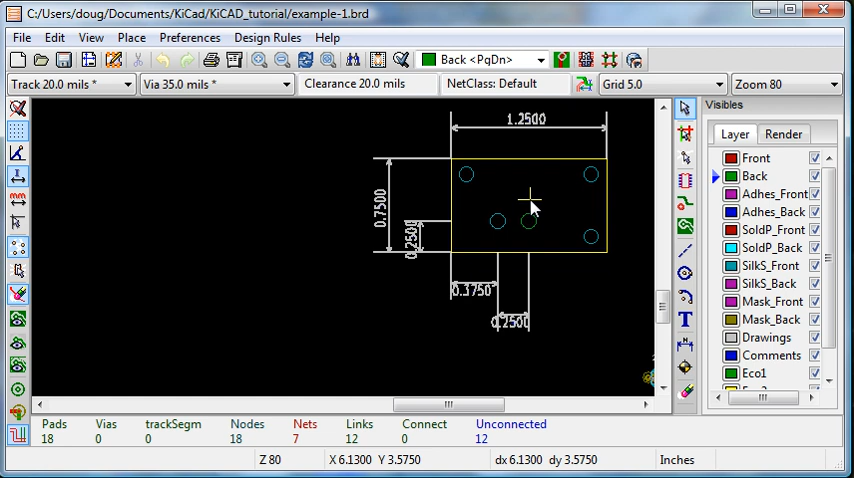 C:/Users/doug/Documents/KiCad/KiCAD_tutorial/example-1.brd
File Edit View Place Preferences Design Rules Help
Back <PgDn>
Track 20.0 mils * Via 35.0 mils * Clearance 20.0 mils NetClass: Default Grid 5.0 Zoom 80
Visibles
Layer Render
Front
Back
Adhes_Front
Adhes_Back
SoldP_Front
SoldP_Back
SilkS_Front
SilkS_Back
Mask_Front
Mask_Back
Drawings
Comments
Eco1
1.2500
0.7500
0.2500
0.3750
0.2500
Pads Vias trackSegm Nodes Nets Links Connect Unconnected
18 0 0 18 7 12 0 12
Z 80 X 6.1300 Y 3.5750 dx 6.1300 dy 3.5750 Inches